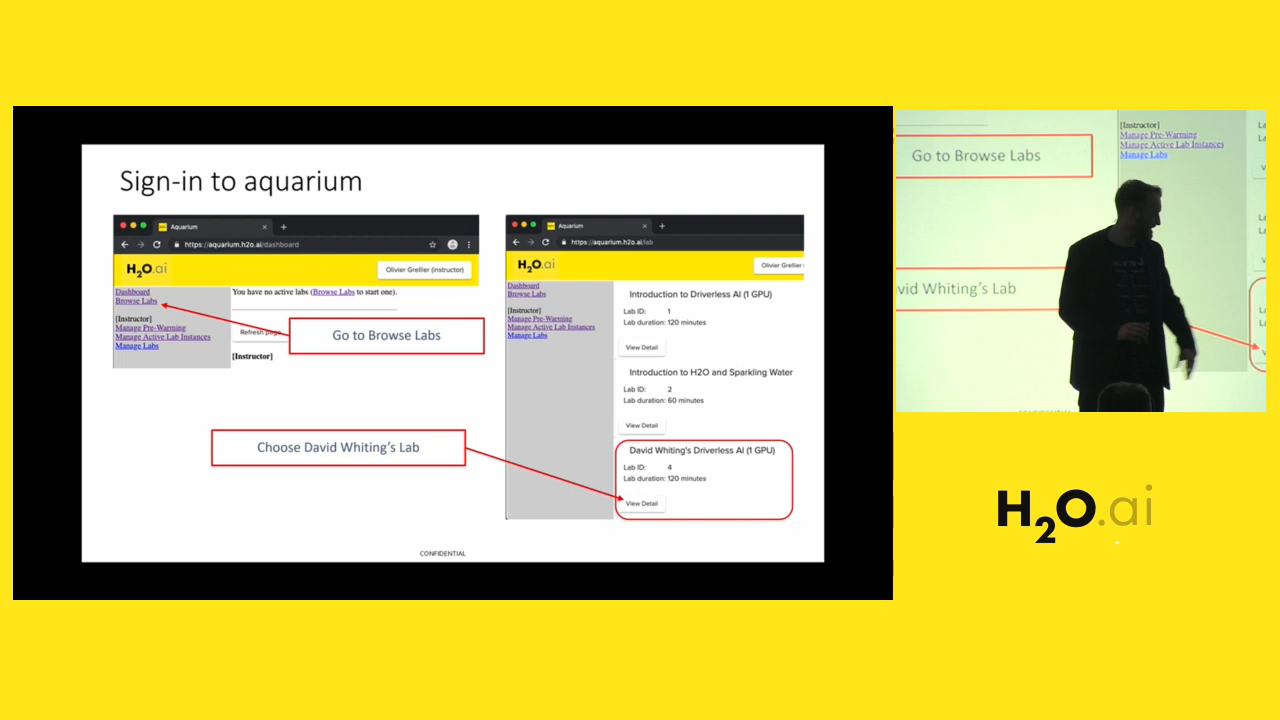 Sign-in to aquarium
Aquarium
https://aquarium.h2o.ai/dashboard
H2O.ai
Olivier Grellier (instructor)
Dashboard
Browse Labs
[Instructor]
Manage Pre-Warming
Manage Active Lab Instances
Manage Labs
You have no active labs (Browse Labs to start one).
Refresh page
[Instructor]
Go to Browse Labs
Choose David Whiting's Lab
Aquarium
https://aquarium.h2o.ai/lab
H2O.ai
Olivier Grellier
Dashboard
Browse Labs
[Instructor]
Manage Pre-Warming
Manage Active Lab Instances
Manage Labs
Introduction to Driverless AI (1 GPU)
Lab ID: 1
Lab duration: 120 minutes
View Detail
Introduction to H2O and Sparkling Water
Lab ID: 2
Lab duration: 60 minutes
View Detail
David Whiting's Driverless AI (1 GPU)
Lab ID: 4
Lab duration: 120 minutes
View Detail
CONFIDENTIAL
[Instructor]
Manage Pre-Warming
Manage Active Lab Instances
Manage Labs
Go to Browse Labs
vid Whiting's Lab
H2O.ai